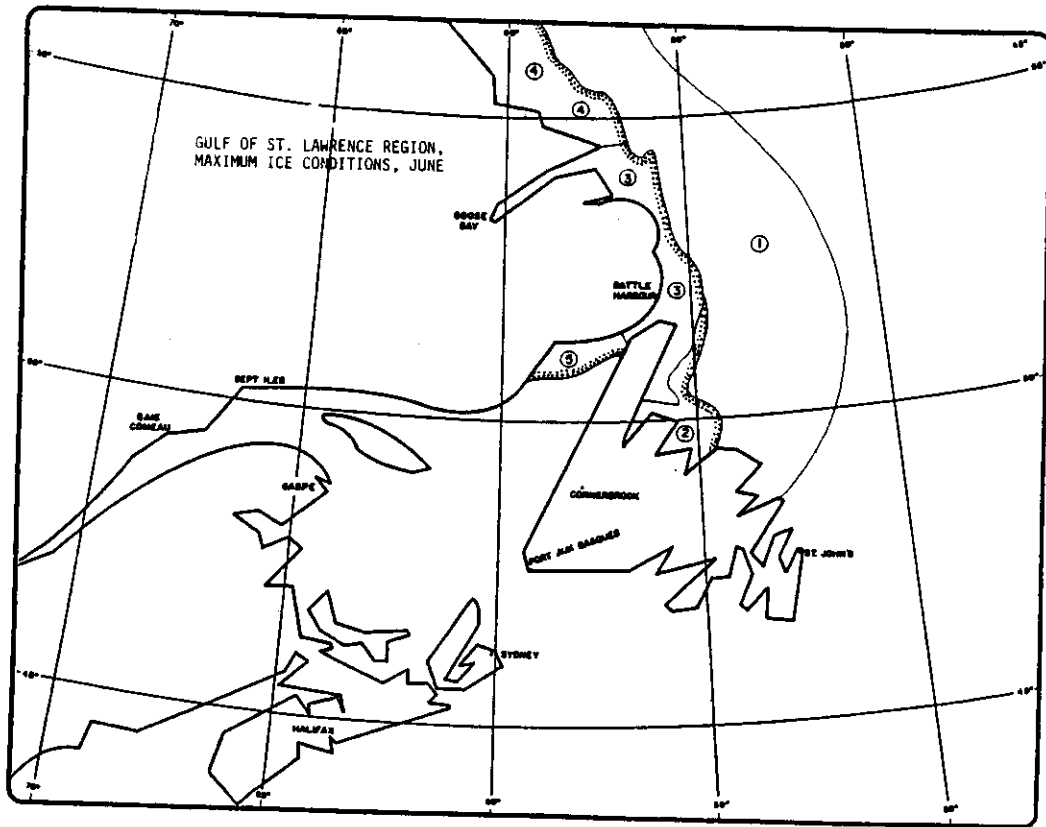 GULF OF ST. LAWRENCE REGION,
MAXIMUM ICE CONDITIONS, JUNE
4
4
3
GOOSE
BAY
1
BATTLE
HARBOUR
3
5
SEPT ILES
BAIE
COMEAU
2
GASPE
CORNERBROOK
PORT AUX BASQUES
ST. JOHN'S
SYDNEY
HALIFAX